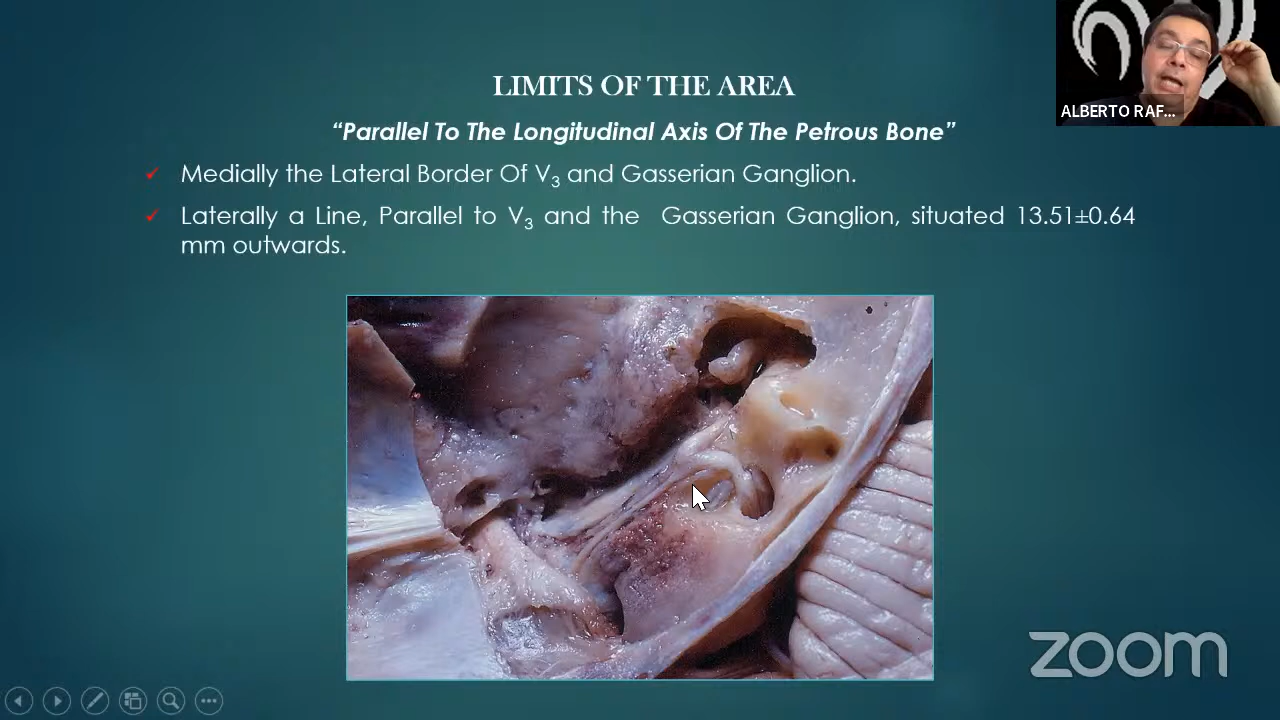 LIMITS OF THE AREA
“Parallel To The Longitudinal Axis Of The Petrous Bone”
✓ Medially the Lateral Border Of V3 and Gasserian Ganglion.
✓ Laterally a Line, Parallel to V3 and the Gasserian Ganglion, situated 13.51±0.64
mm outwards.
ALBERTO RAF...
zoom